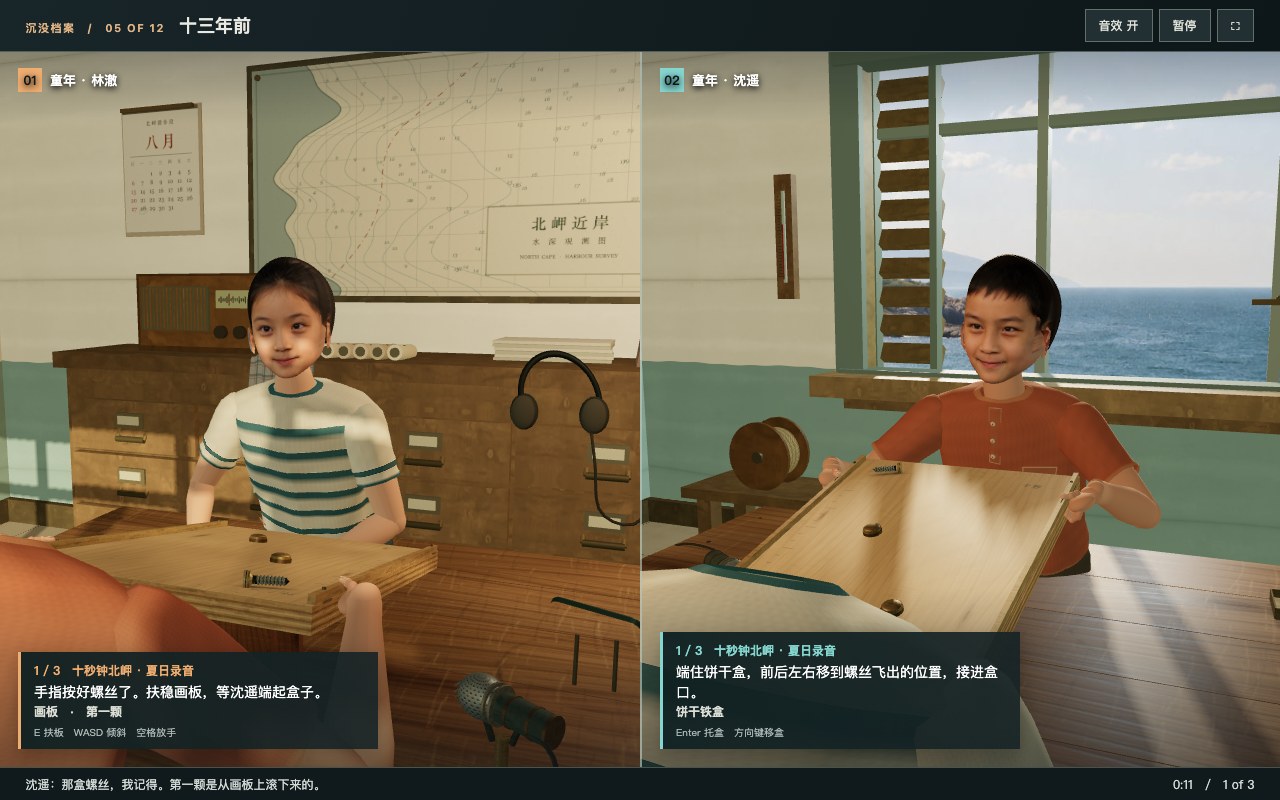 沉没档案 / 05 OF 12 十三年前
音效 开
暂停
01 童年 · 林澈
02 童年 · 沈遥
八月
北岬近岸
水深观测图
NORTH CAPE · HARBOUR SURVEY
1 / 3 十秒钟北岬 · 夏日录音
手指按好螺丝了。扶稳画板，等沈遥端起盒子。
画板 · 第一颗
E 扶板 WASD 倾斜 空格放手
1 / 3 十秒钟北岬 · 夏日录音
端住饼干盒，前后左右移到螺丝飞出的位置，接进盒
口。
饼干铁盒
Enter 托盒 方向键移盒
沈遥：那盒螺丝，我记得。第一颗是从画板上滚下来的。
0:11 / 1 of 3